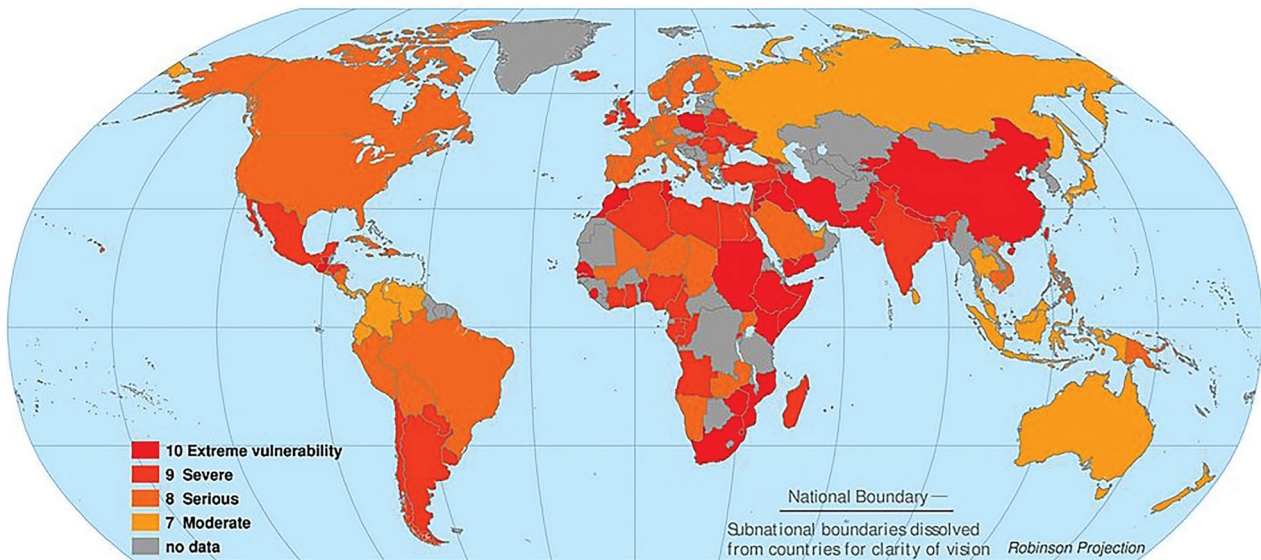 10 Extreme vulnerability
9 Severe
8 Serious
7 Moderate
no data
National Boundary —
Subnational boundaries dissolved
from countries for clarity of vision
Robinson Projection